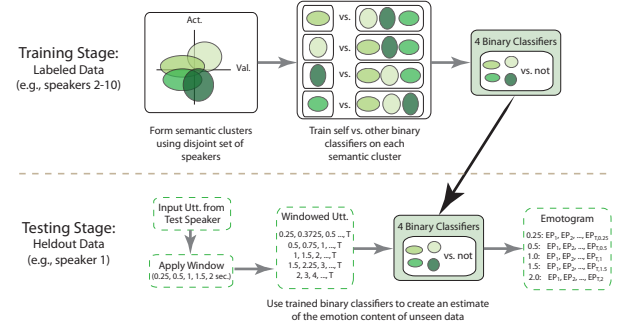 Training Stage:
Labeled Data
(e.g., speakers 2-10)
Act.
Val.
Form semantic clusters
using disjoint set of
speakers
vs.
vs.
vs.
vs.
Train self vs. other binary
classifiers on each
semantic cluster
4 Binary Classifiers
vs. not
Testing Stage:
Heldout Data
(e.g., speaker 1)
Input Utt. from
Test Speaker
Apply Window
(0.25, 0.5, 1, 1.5, 2 sec.)
Windowed Utt.
0.25, 0.3725, 0.5 ..., T
0.5, 0.75, 1, ..., T
1, 1.5, 2, ..., T
1.5, 2.25, 3, ..., T
2, 3, 4, ..., T
4 Binary Classifiers
vs. not
Use trained binary classifiers to create an estimate
of the emotion content of unseen data
Emotogram
0.25: EP1, EP2, ..., EPT,0.25
0.5: EP1, EP2, ..., EPT,0.5
1.0: EP1, EP2, ..., EPT,1
1.5: EP1, EP2, ..., EPT,1.5
2.0: EP1, EP2, ..., EPT,2